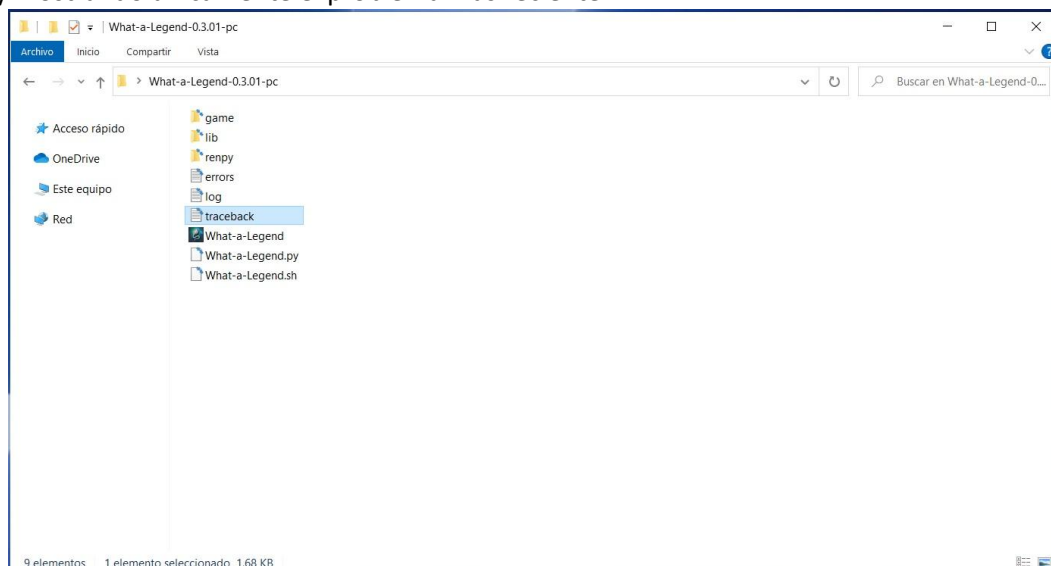 What-a-Legend-0.3.01-pc
Archivo Inicio Compartir Vista
What-a-Legend-0.3.01-pc
Buscar en What-a-Legend-0....
Acceso rápido
OneDrive
Este equipo
Red
game
lib
renpy
errors
log
traceback
What-a-Legend
What-a-Legend.py
What-a-Legend.sh
9 elementos 1 elemento seleccionado 1,68 KB